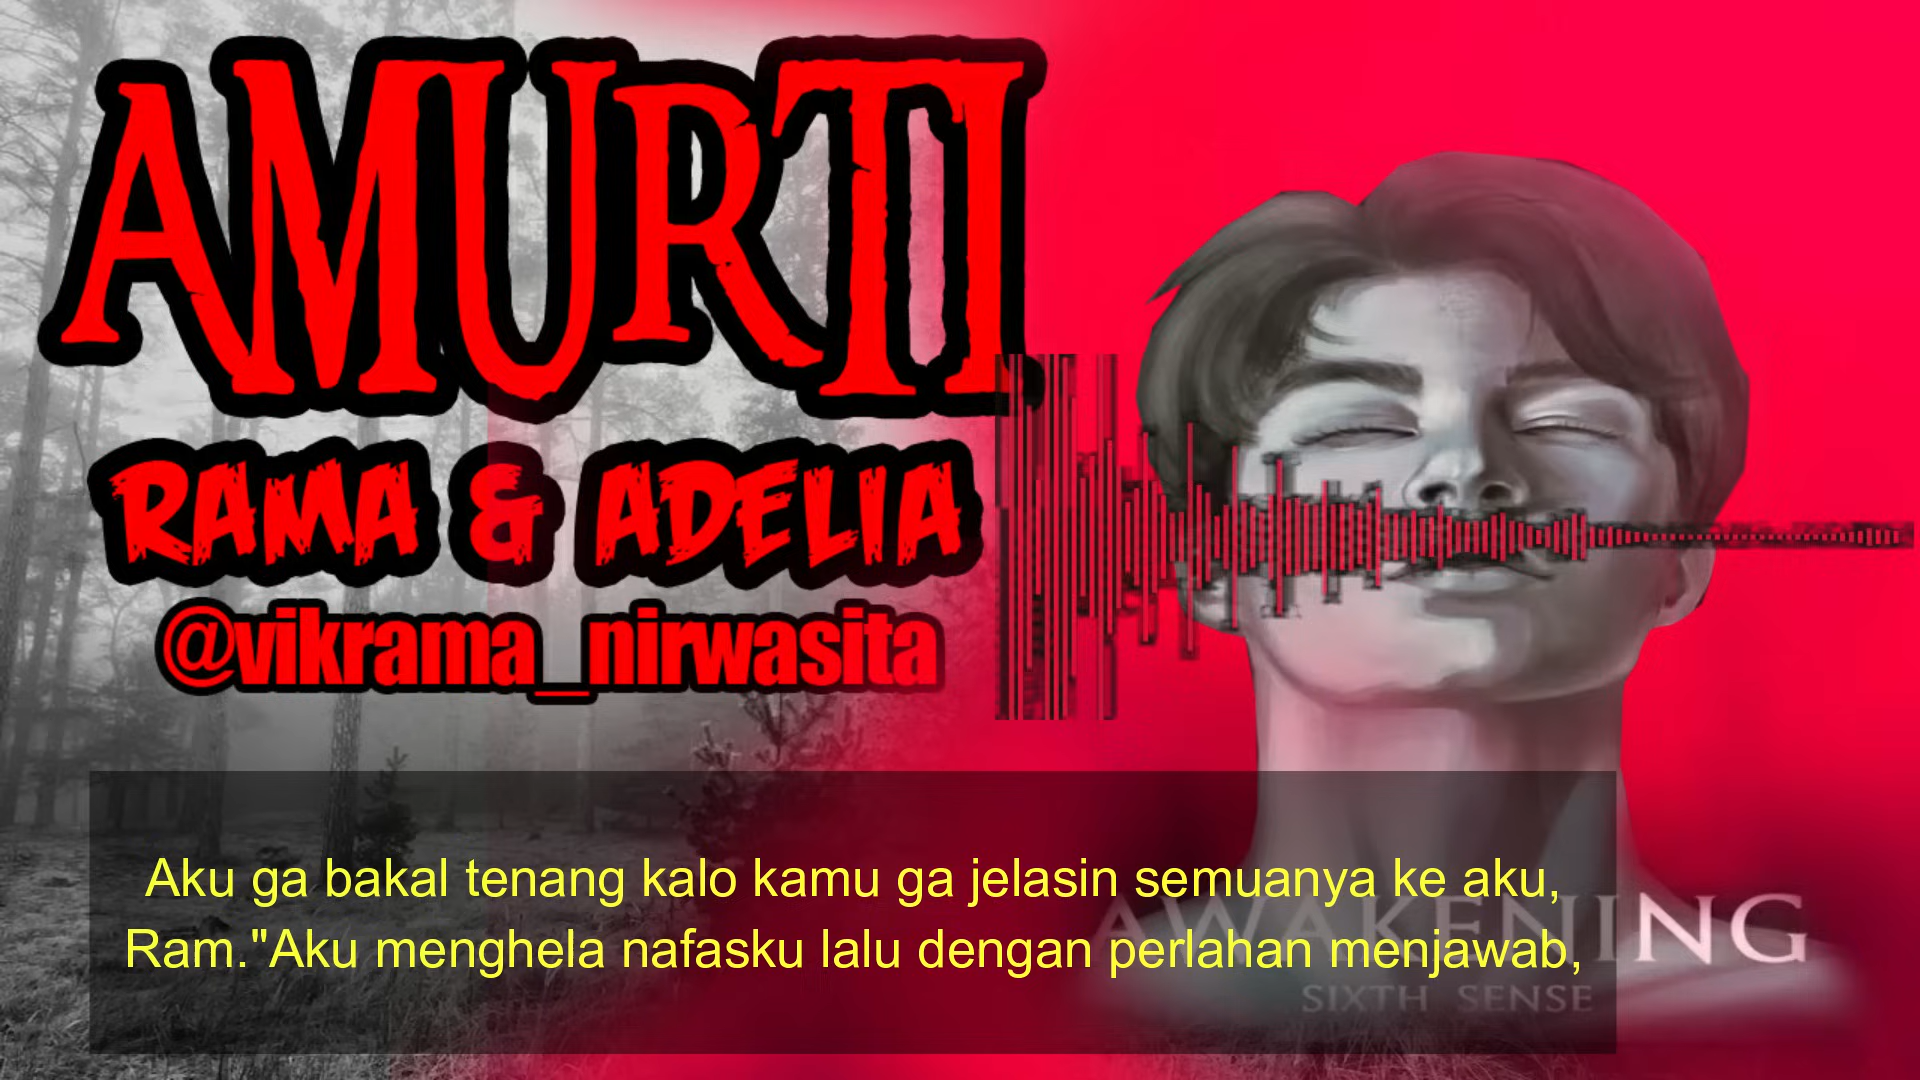 AMURTI
RAMA & ADELIA
@vikrama_nirwasita
Aku ga bakal tenang kalo kamu ga jelasin semuanya ke aku,
Ram."Aku menghela nafasku lalu dengan perlahan menjawab,
AWAKENING
SIXTH SENSE